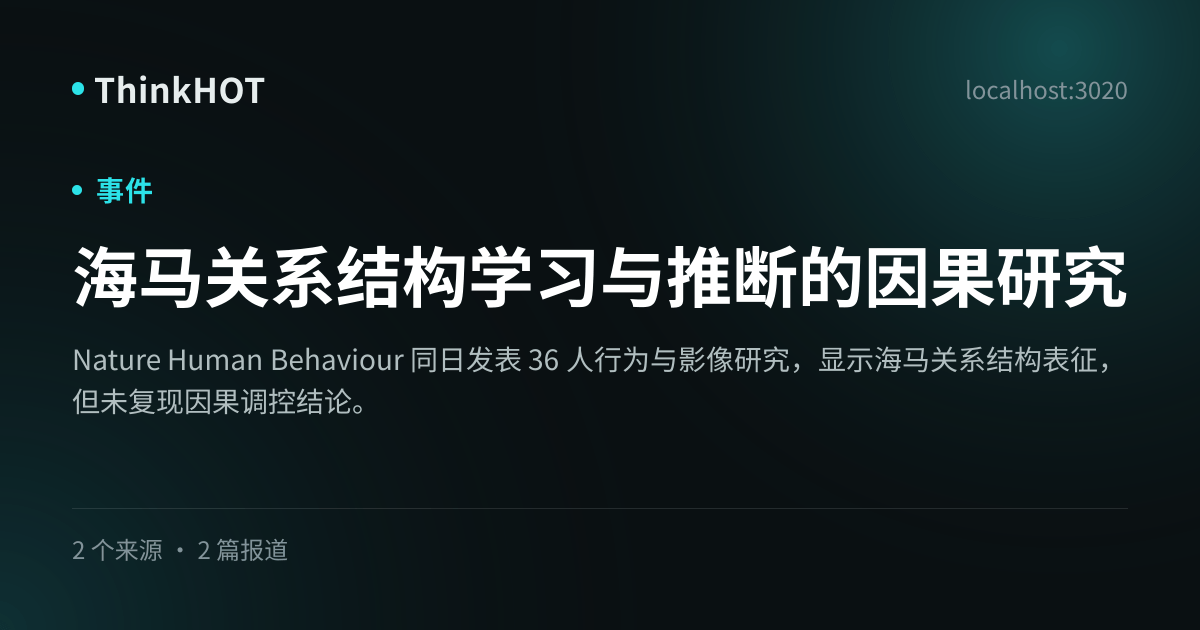 ThinkHOT
localhost:3020
事件
海马关系结构学习与推断的因果研究
Nature Human Behaviour 同日发表 36 人行为与影像研究，显示海马关系结构表征，
但未复现因果调控结论。
2 个来源 · 2 篇报道